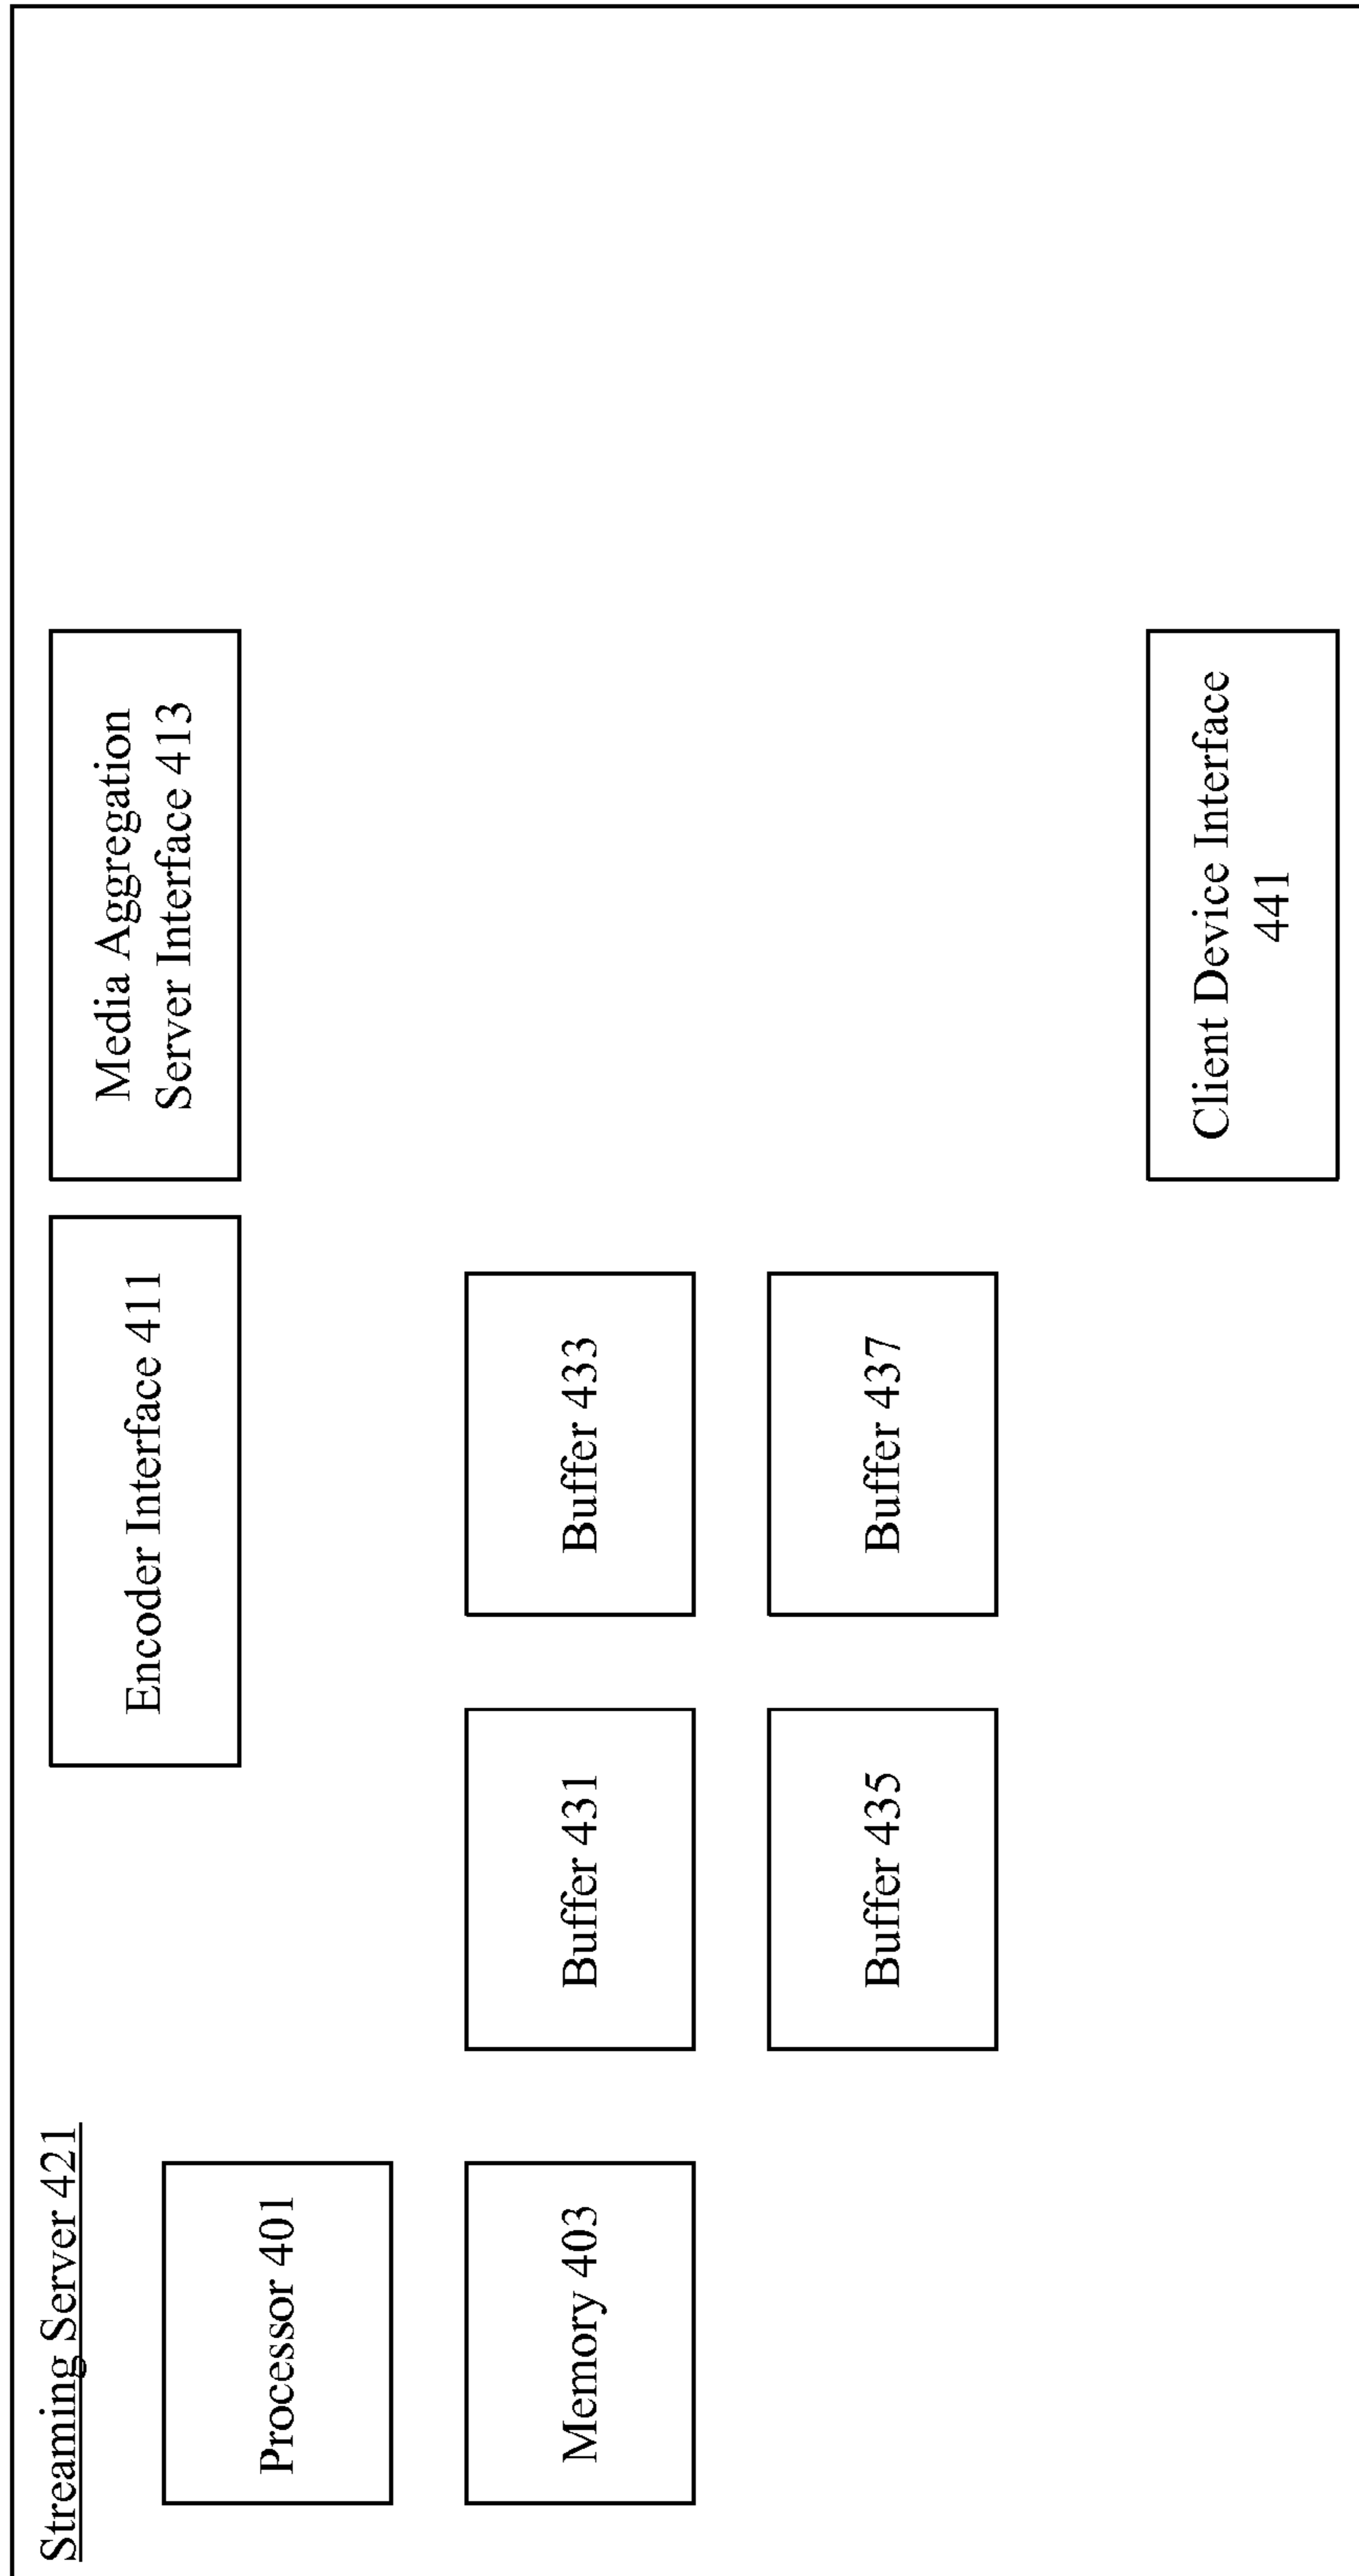 Streaming Server 421
Encoder Interface 411
Media Aggregation
Server Interface 413
Processor 401
Memory 403
Buffer 431
Buffer 433
Buffer 435
Buffer 437
Client Device Interface
441